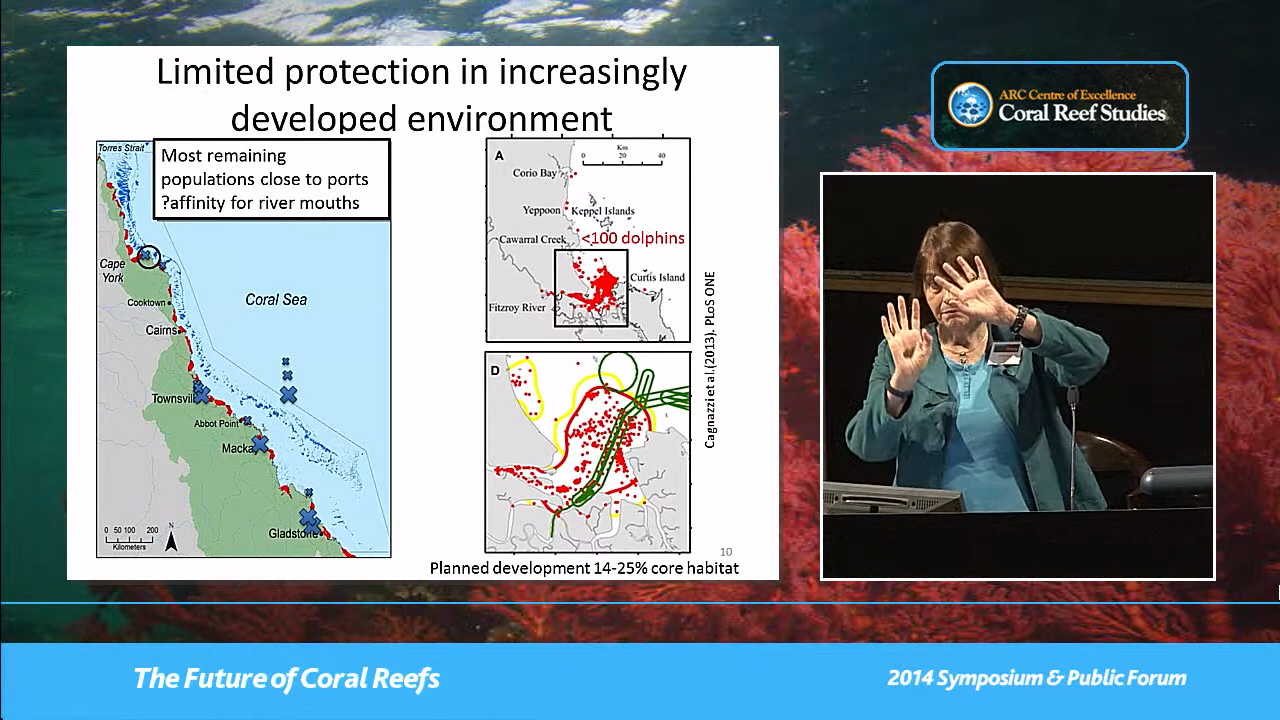 Limited protection in increasingly
developed environment
Torres Strait
Most remaining
populations close to ports
?affinity for river mouths
Cape
York
Coral Sea
Cooktown
Cairns
Townsvil
Abbot Point
Macka
Gladstone
0 50 100 200
Kilometers
N
A
Km
0 20 40
Corio Bay
Yeppoon
Keppel Islands
Cawarral Creek
<100 dolphins
Curtis Island
Fitzroy River
D
Cagnazzi et al.(2013). PLoS ONE
10
Planned development 14-25% core habitat
ARC Centre of Excellence
Coral Reef Studies
The Future of Coral Reefs
2014 Symposium & Public Forum